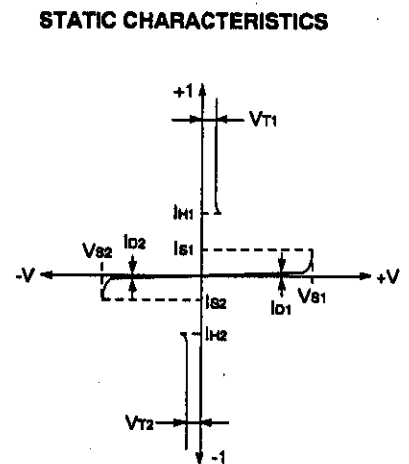 STATIC CHARACTERISTICS
+1
VT1
IH1
IS1
VS2
ID2
-V
+V
VS1
ID1
IS2
IH2
VT2
-1